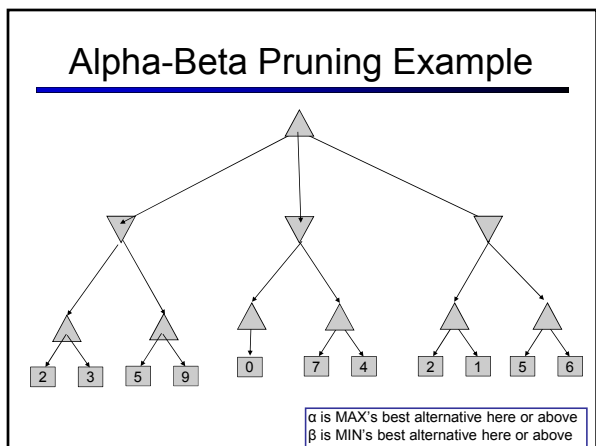 Alpha-Beta Pruning Example
2 3 5 9 0 7 4 2 1 5 6
α is MAX's best alternative here or above
β is MIN's best alternative here or above